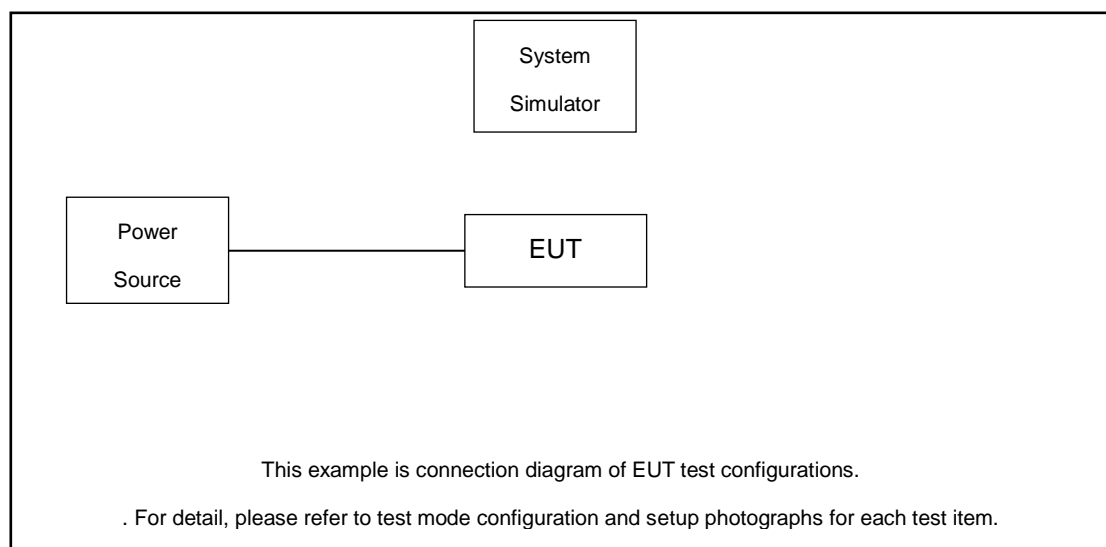 System
Simulator
Power
Source
EUT
This example is connection diagram of EUT test configurations.
. For detail, please refer to test mode configuration and setup photographs for each test item.